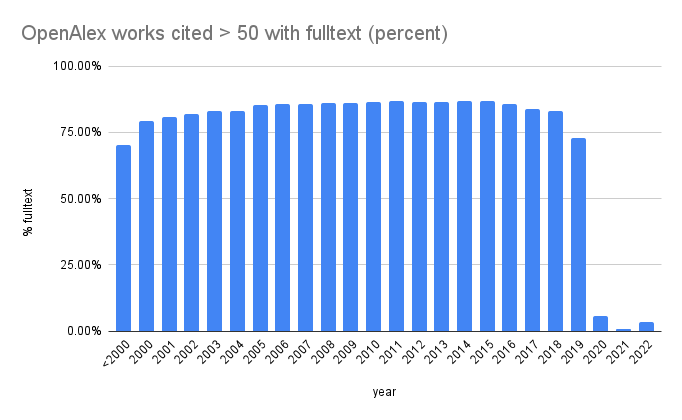 OpenAlex works cited > 50 with fulltext (percent)
100.00%
75.00%
50.00%
25.00%
0.00%
% fulltext
<2000 2000 2001 2002 2003 2004 2005 2006 2007 2008 2009 2010 2011 2012 2013 2014 2015 2016 2017 2018 2019 2020 2021 2022
year